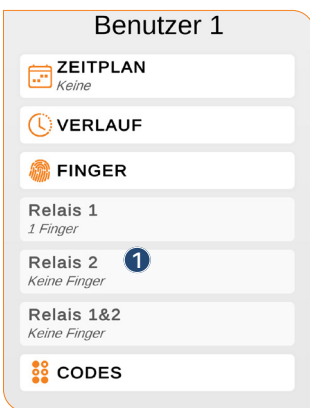 Benutzer 1
ZEITPLAN
Keine
VERLAUF
FINGER
Relais 1
1 Finger
Relais 2 1
Keine Finger
Relais 1&2
Keine Finger
CODES